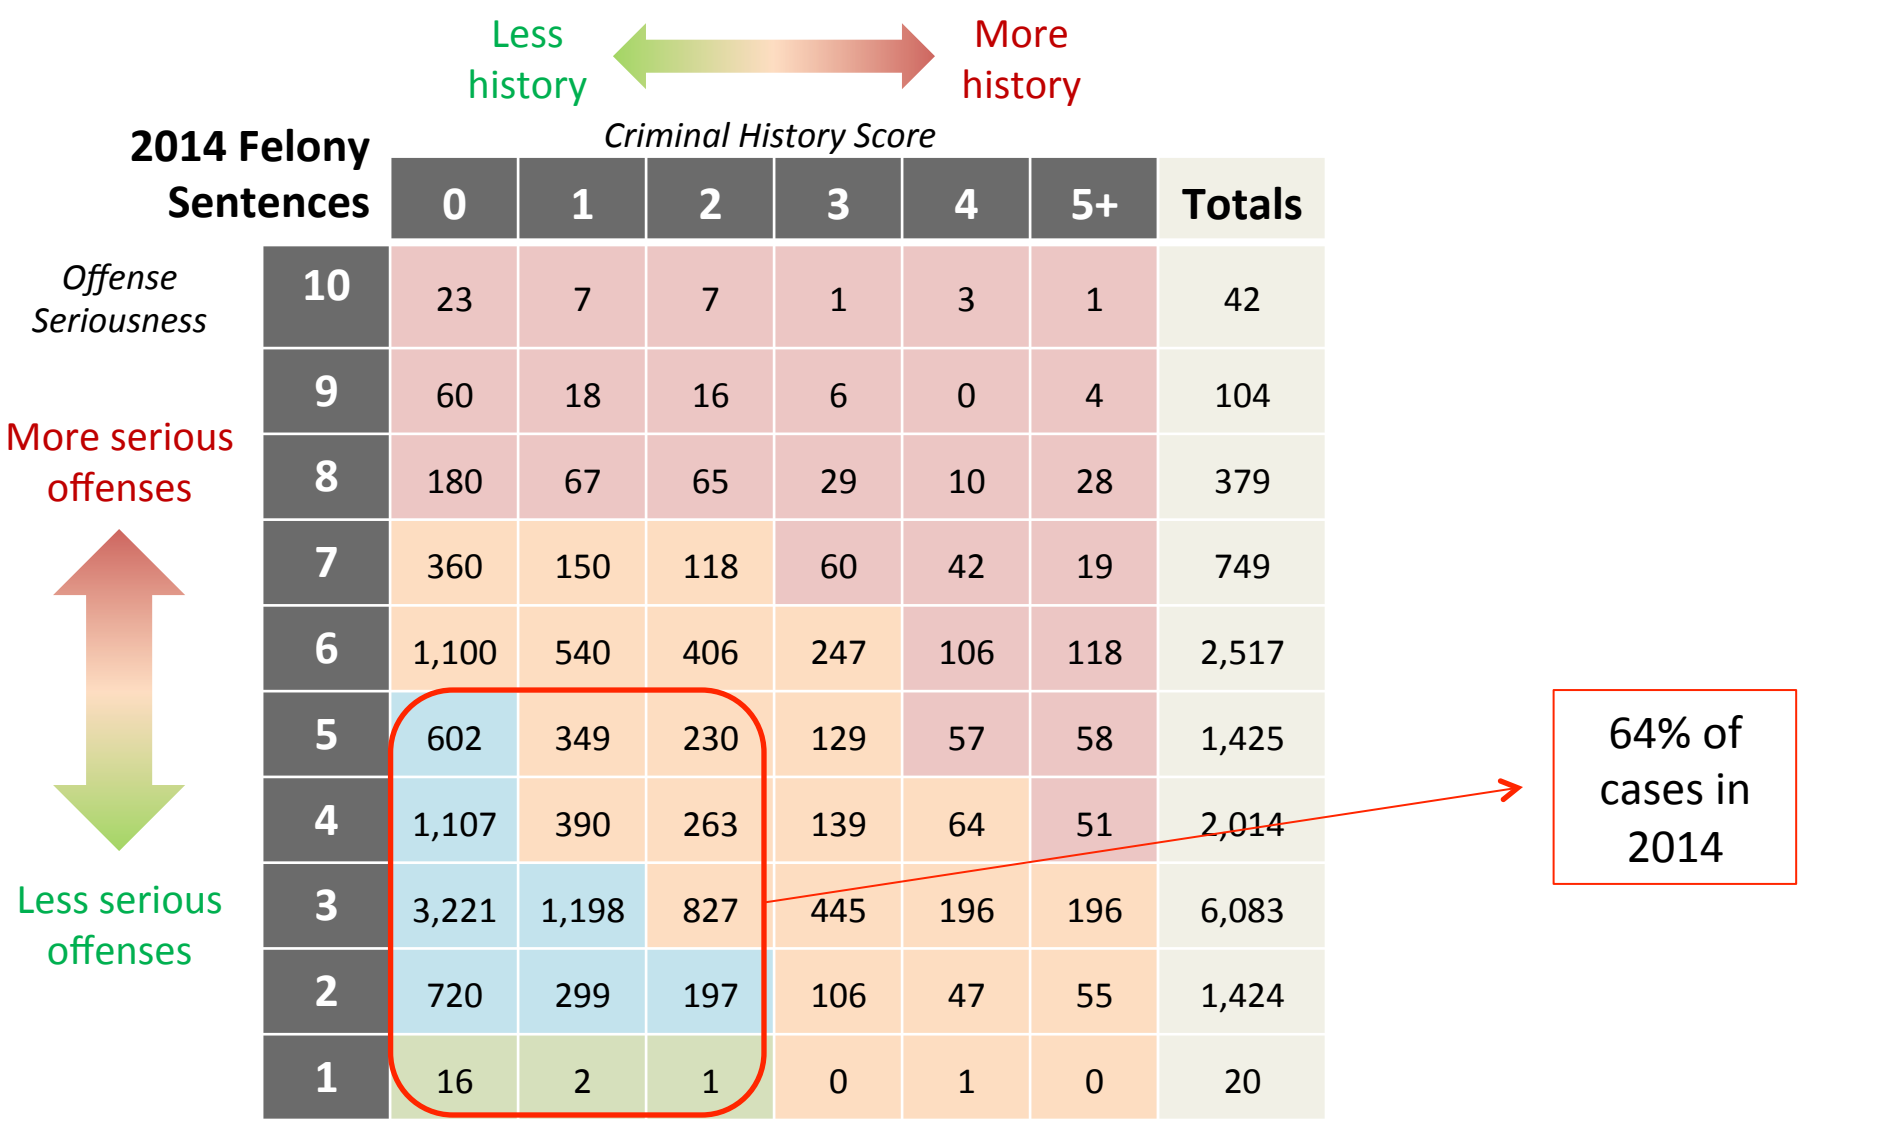 Less
history
More
history
Criminal History Score
2014 Felony
Sentences
0 1 2 3 4 5+ Totals
Offense
Seriousness
10 23 7 7 1 3 1 42
9 60 18 16 6 0 4 104
More serious
offenses
8 180 67 65 29 10 28 379
7 360 150 118 60 42 19 749
6 1,100 540 406 247 106 118 2,517
5 602 349 230 129 57 58 1,425
4 1,107 390 263 139 64 51 2,014
Less serious
offenses
3 3,221 1,198 827 445 196 196 6,083
2 720 299 197 106 47 55 1,424
1 16 2 1 0 1 0 20
64% of
cases in
2014